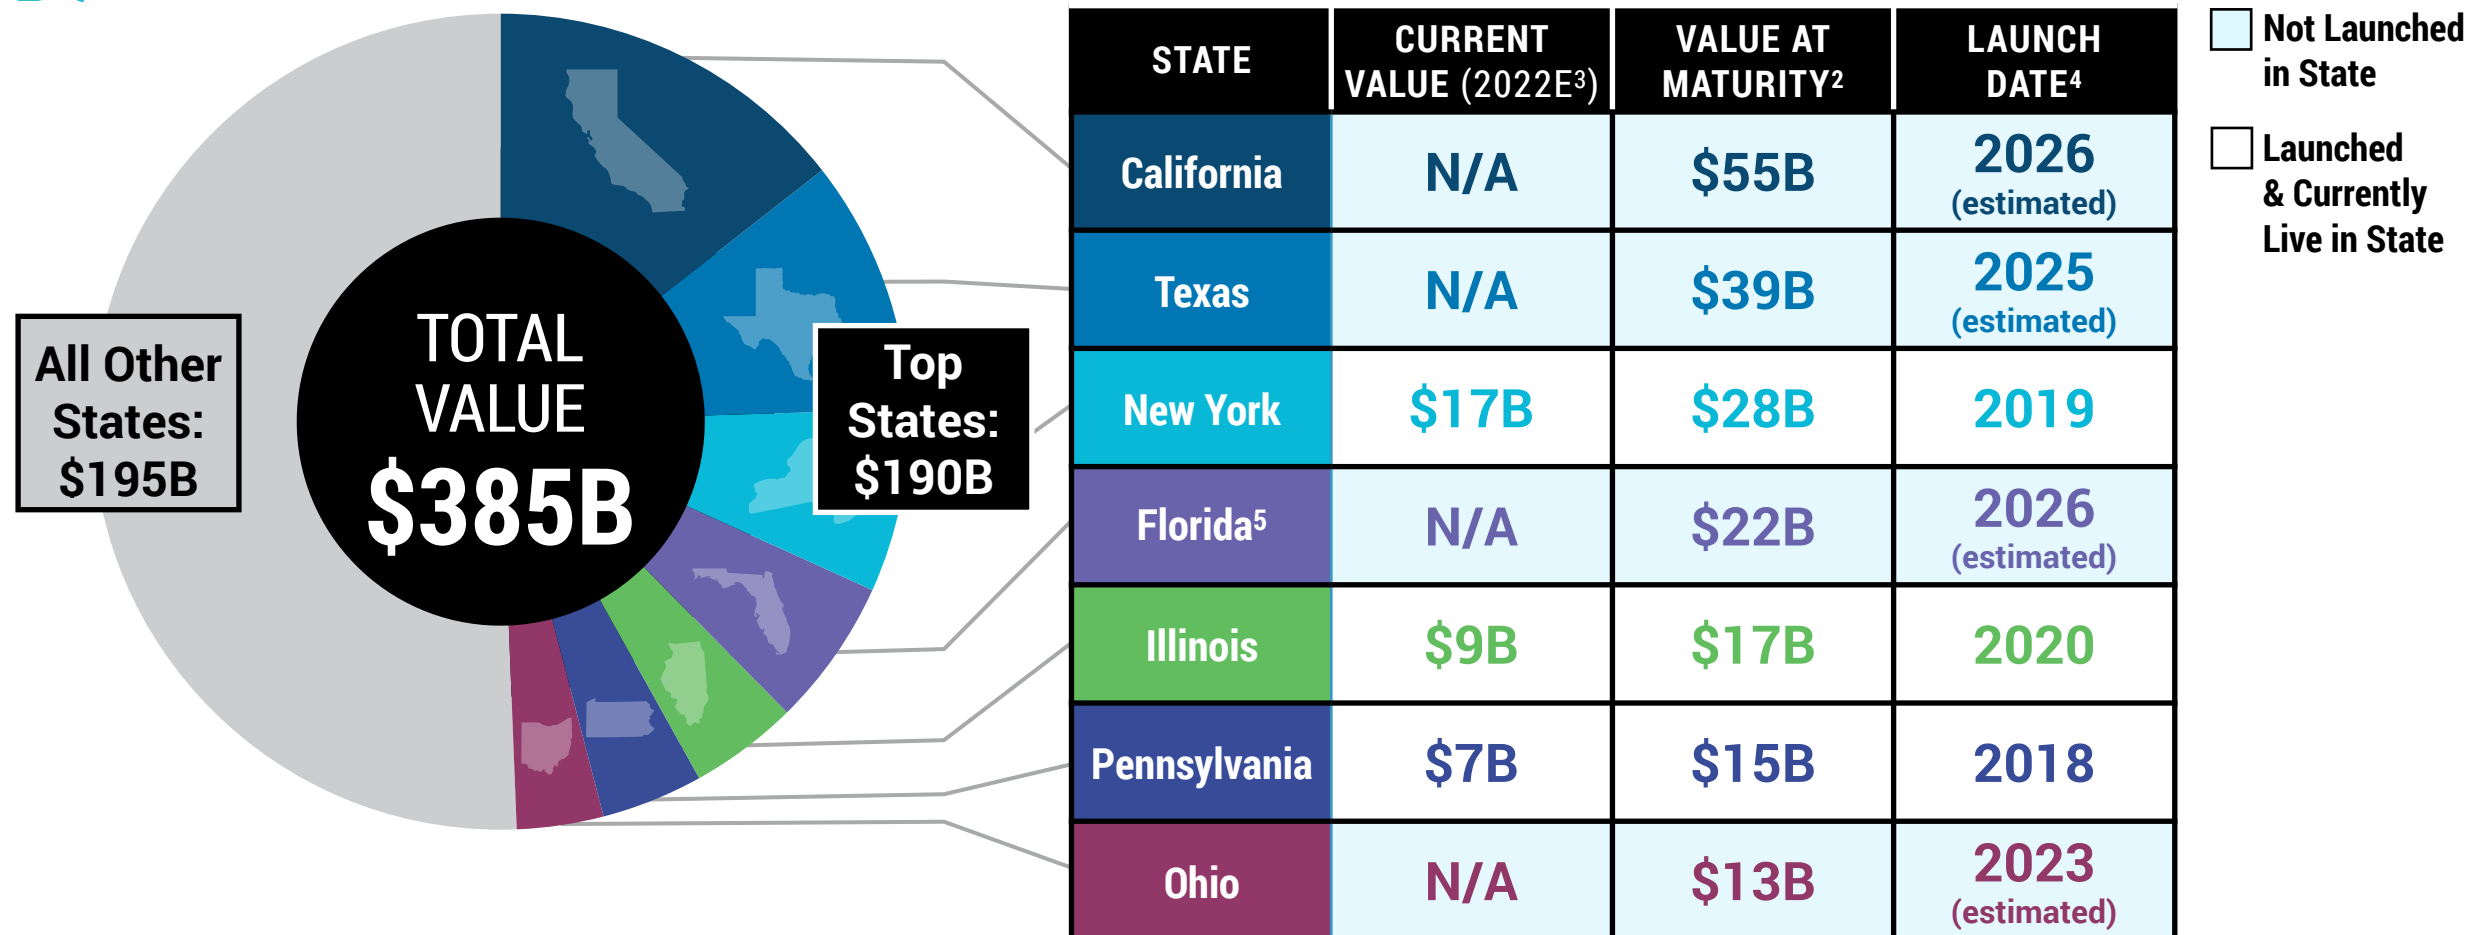 All Other
States:
$195B
TOTAL
VALUE
$385B
Top
States:
$190B
STATE
CURRENT
VALUE (2022E³)
VALUE AT
MATURITY²
LAUNCH
DATE⁴
California
N/A
$55B
2026
(estimated)
Texas
N/A
$39B
2025
(estimated)
New York
$17B
$28B
2019
Florida⁵
N/A
$22B
2026
(estimated)
Illinois
$9B
$17B
2020
Pennsylvania
$7B
$15B
2018
Ohio
N/A
$13B
2023
(estimated)
Not Launched
in State
Launched
& Currently
Live in State